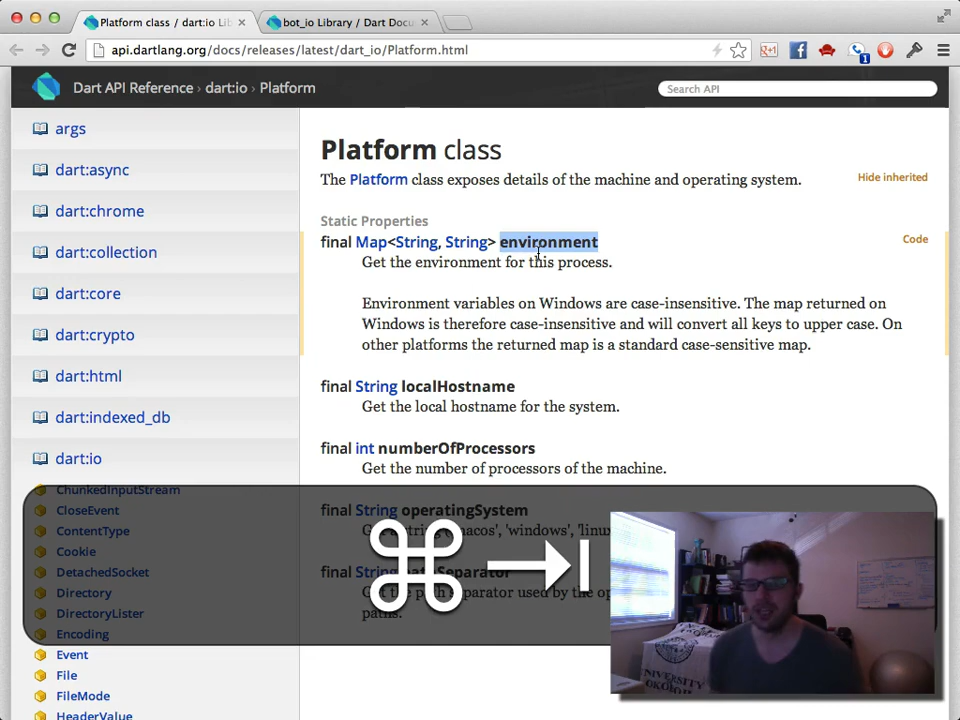 Platform class / dart:io Lib
bot_io Library / Dart Docu
api.dartlang.org/docs/releases/latest/dart_io/Platform.html
g+1
1
Dart API Reference › dart:io › Platform
Search API
args
dart:async
dart:chrome
dart:collection
dart:core
dart:crypto
dart:html
dart:indexed_db
dart:io
ChunkedInputStream
CloseEvent
ContentType
Cookie
DetachedSocket
Directory
DirectoryLister
Encoding
Event
File
FileMode
HeaderValue
Platform class
The Platform class exposes details of the machine and operating system.
Hide inherited
Static Properties
final Map<String, String> environment
Code
Get the environment for this process.
Environment variables on Windows are case-insensitive. The map returned on
Windows is therefore case-insensitive and will convert all keys to upper case. On
other platforms the returned map is a standard case-sensitive map.
final String localHostname
Get the local hostname for the system.
final int numberOfProcessors
Get the number of processors of the machine.
final String operatingSystem
'windows', 'linux
final String
separator used by the op
paths.